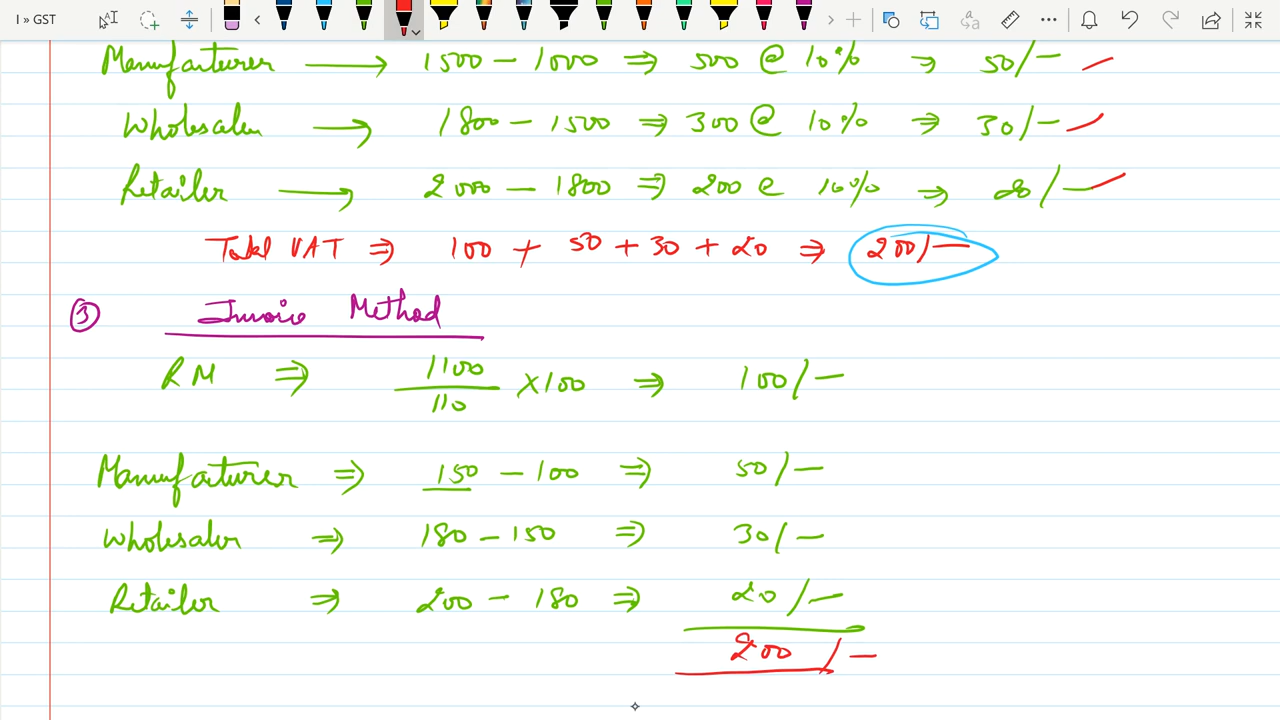 I » GST
Manufacturer → 1500 - 1000 ⇒ 500 @ 10% ⇒ 50/-
Wholesaler → 1800 - 1500 ⇒ 300 @ 10% ⇒ 30/-
Retailer → 2000 - 1800 ⇒ 200 @ 10% ⇒ 20/-
Total VAT ⇒ 100 + 50 + 30 + 20 ⇒ 200/-
③ Invoice Method
RM ⇒ 1100/110 ×100 ⇒ 100/-
Manufacturer ⇒ 150 - 100 ⇒ 50/-
Wholesaler ⇒ 180 - 150 ⇒ 30/-
Retailer ⇒ 200 - 180 ⇒ 20/-
200/-